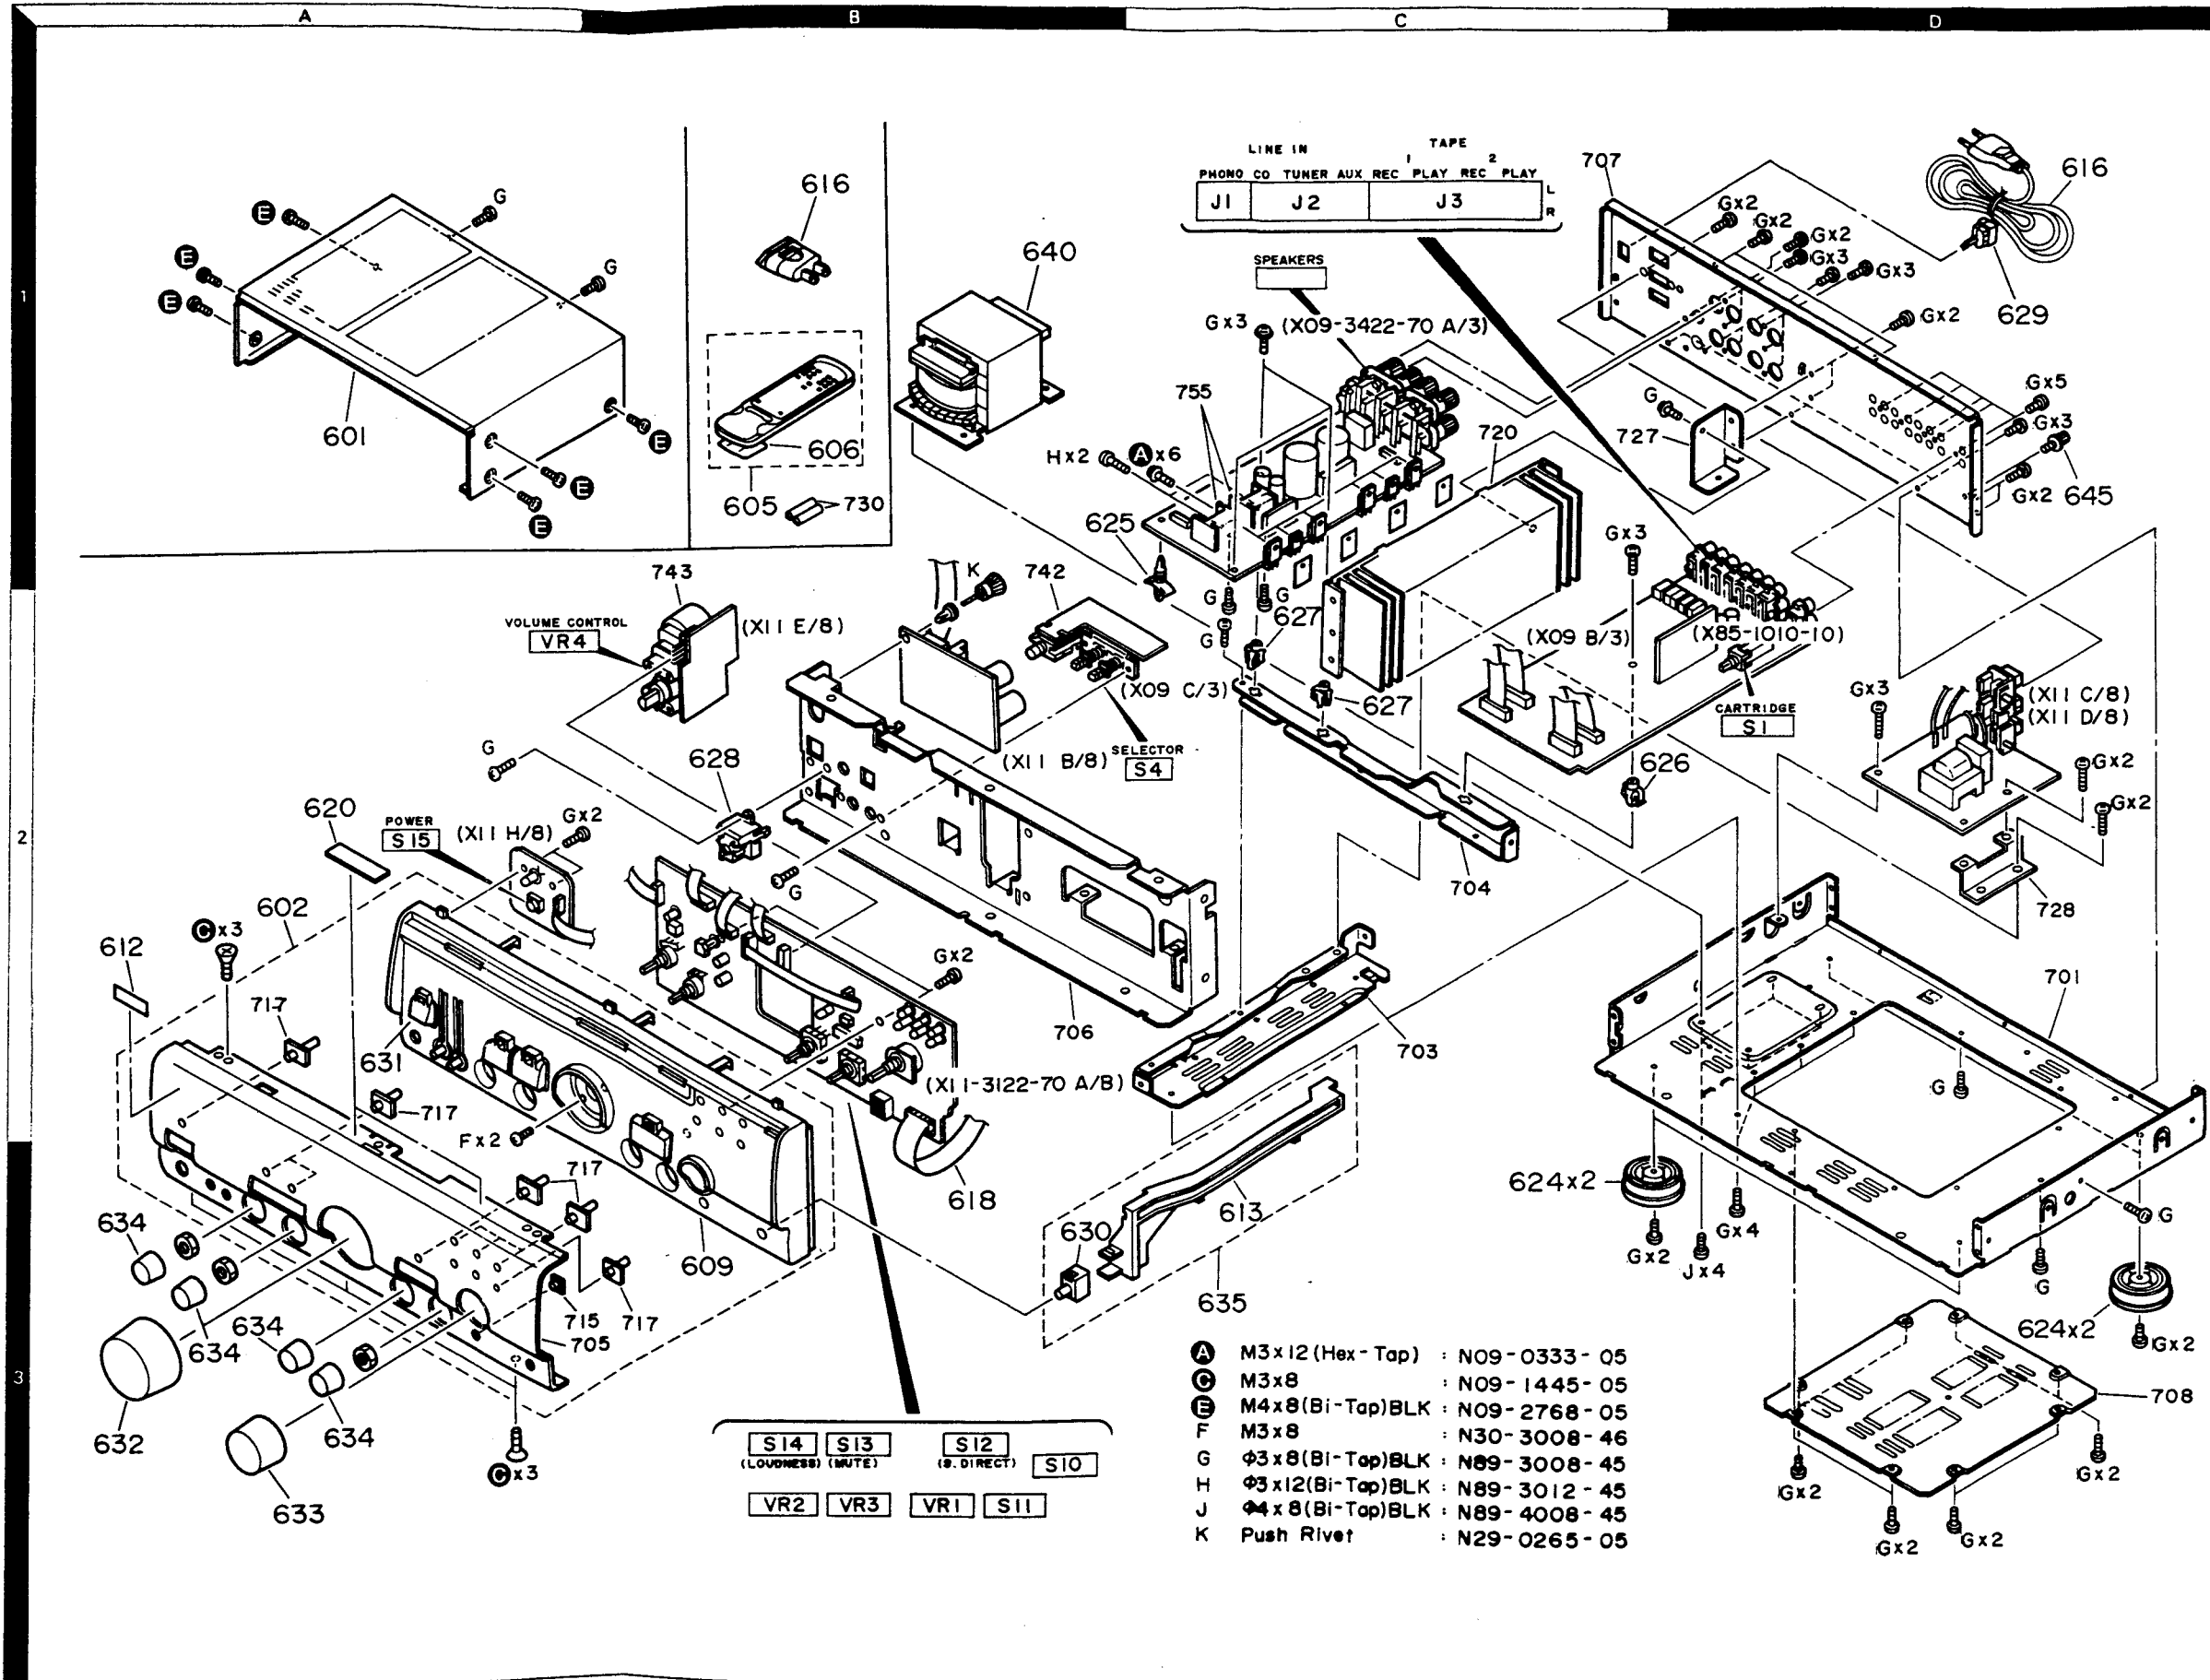 A B C D
1
2
3
E
G
E
E
G
601
E
E
E
616
606
605
730
640
LINE IN TAPE
1 2
PHONO CD TUNER AUX REC PLAY REC PLAY
J1 J2 J3 L
R
SPEAKERS
Gx3 (X09-3422-70 A/3)
755
Hx2 Ax6
720
625
G G
G
627
627
707
616
Gx2
Gx2
Gx2
Gx3
Gx3
629
Gx2
G
727
Gx5
Gx3
Gx2 645
Gx3
743
VOLUME CONTROL
VR4
(X11 E/8)
K
742
(X09 C/3)
(X11 B/8)
SELECTOR
S4
(X09 B/3)
(X85-1010-10)
CARTRIDGE
S1
626
Gx3
(X11 C/8)
(X11 D/8)
Gx2
Gx2
728
G
628
G
620
POWER
S15
(X11 H/8)
Gx2
602
Cx3
612
717
717
631
Fx2
706
704
703
701
Gx2
(X11-3122-70 A/8)
618
609
613
630
635
717
717
715
705
634
634
634
634
632
633
Cx3
S14 S13 S12 S10
(LOUDNESS) (MUTE) (S.DIRECT)
VR2 VR3 VR1 S11
624x2
Gx2
Jx4
Gx4
G
G
G
624x2
Gx2
708
Gx2
Gx2
Gx2
Gx2
A M3x12(Hex-Tap) : N09-0333-05
C M3x8 : N09-1445-05
E M4x8(Bi-Tap)BLK : N09-2768-05
F M3x8 : N30-3008-46
G Φ3x8(Bi-Tap)BLK : N89-3008-45
H Φ3x12(Bi-Tap)BLK : N89-3012-45
J Φ4x8(Bi-Tap)BLK : N89-4008-45
K Push Rivet : N29-0265-05